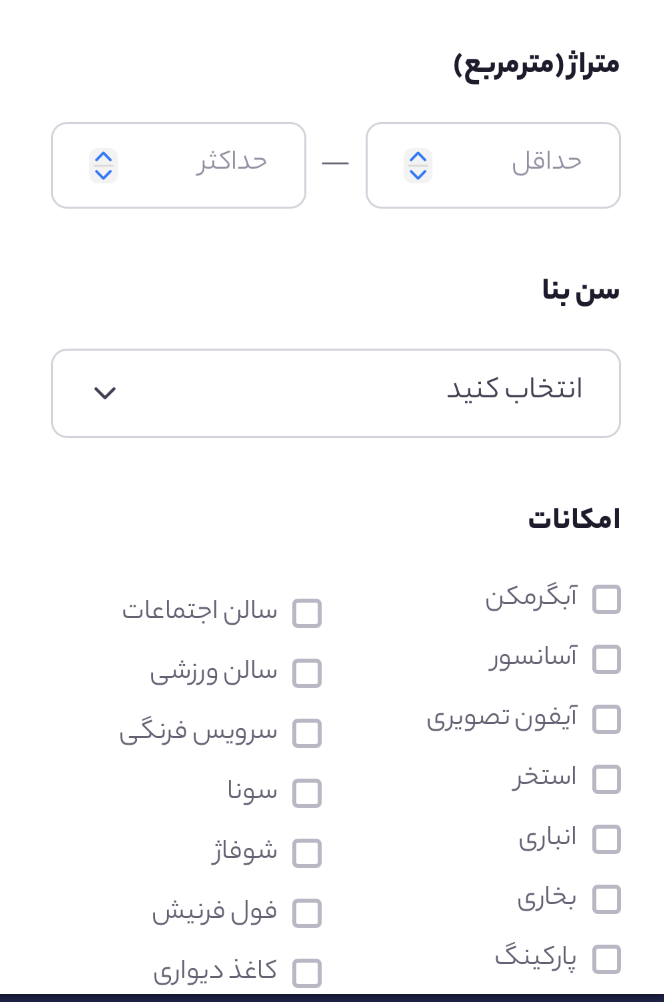 متراژ(مترمربع)
حداقل — حداکثر
سن بنا
انتخاب کنید
امکانات
آبگرمکن
آسانسور
آیفون تصویری
استخر
انباری
بخاری
پارکینگ
سالن اجتماعات
سالن ورزشی
سرویس فرنگی
سونا
شوفاژ
فول فرنیش
کاغذ دیواری